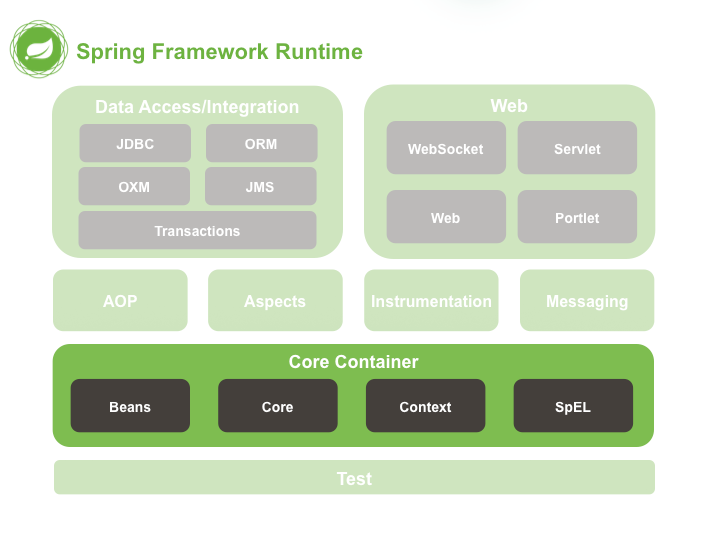 Spring Framework Runtime
Data Access/Integration
JDBC
ORM
OXM
JMS
Transactions
Web
WebSocket
Servlet
Web
Portlet
AOP
Aspects
Instrumentation
Messaging
Core Container
Beans
Core
Context
SpEL
Test